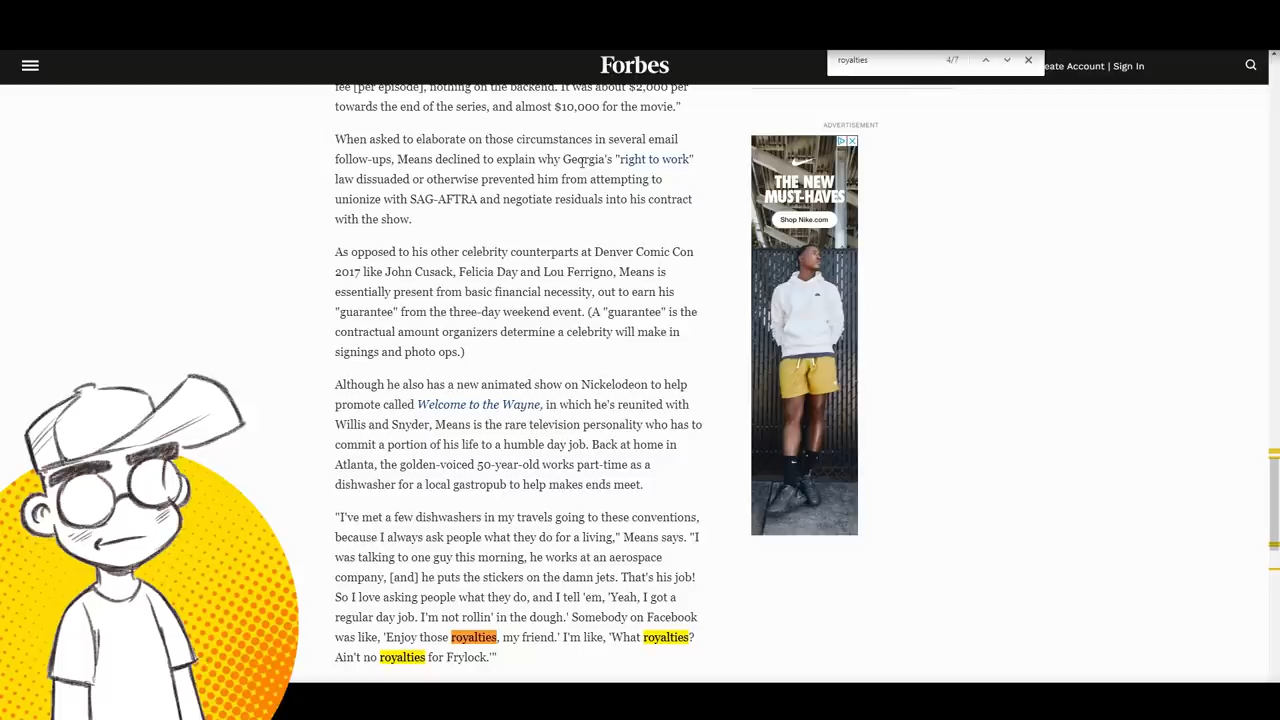 Forbes
royalties 4/7
eate Account | Sign In
fee [per episode], nothing on the backend. It was about $2,000 per
towards the end of the series, and almost $10,000 for the movie."
When asked to elaborate on those circumstances in several email
follow-ups, Means declined to explain why Georgia's "right to work"
law dissuaded or otherwise prevented him from attempting to
unionize with SAG-AFTRA and negotiate residuals into his contract
with the show.
As opposed to his other celebrity counterparts at Denver Comic Con
2017 like John Cusack, Felicia Day and Lou Ferrigno, Means is
essentially present from basic financial necessity, out to earn his
"guarantee" from the three-day weekend event. (A "guarantee" is the
contractual amount organizers determine a celebrity will make in
signings and photo ops.)
Although he also has a new animated show on Nickelodeon to help
promote called Welcome to the Wayne, in which he's reunited with
Willis and Snyder, Means is the rare television personality who has to
commit a portion of his life to a humble day job. Back at home in
Atlanta, the golden-voiced 50-year-old works part-time as a
dishwasher for a local gastropub to help makes ends meet.
"I've met a few dishwashers in my travels going to these conventions,
because I always ask people what they do for a living," Means says. "I
was talking to one guy this morning, he works at an aerospace
company, [and] he puts the stickers on the damn jets. That's his job!
So I love asking people what they do, and I tell 'em, 'Yeah, I got a
regular day job. I'm not rollin' in the dough.' Somebody on Facebook
was like, 'Enjoy those royalties, my friend.' I'm like, 'What royalties?
Ain't no royalties for Frylock.'"
ADVERTISEMENT
THE NEW
MUST-HAVES
Shop Nike.com